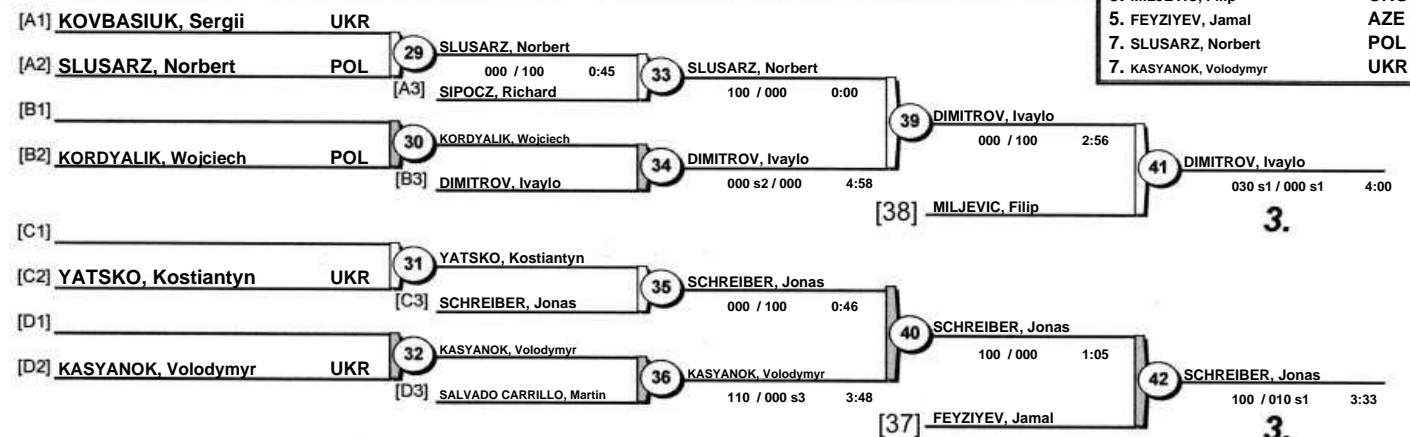 3. MILJEVIC, Filip
5. FEYZIYEV, Jamal AZE
7. SLUSARZ, Norbert POL
7. KASYANOK, Volodymyr UKR
[A1] KOVBASIUK, Sergii UKR
29 SLUSARZ, Norbert
[A2] SLUSARZ, Norbert POL
000 / 100 0:45
33 SLUSARZ, Norbert
[A3] SIPOCZ, Richard
100 / 000 0:00
[B1]
39 DIMITROV, Ivaylo
30 KORDYALIK, Wojciech
000 / 100 2:56
[B2] KORDYALIK, Wojciech POL
34 DIMITROV, Ivaylo
41 DIMITROV, Ivaylo
[B3] DIMITROV, Ivaylo
000 s2 / 000 4:58
030 s1 / 000 s1 4:00
[38] MILJEVIC, Filip
3.
[C1]
31 YATSKO, Kostiantyn
[C2] YATSKO, Kostiantyn UKR
35 SCHREIBER, Jonas
[C3] SCHREIBER, Jonas
000 / 100 0:46
[D1]
40 SCHREIBER, Jonas
32 KASYANOK, Volodymyr
100 / 000 1:05
[D2] KASYANOK, Volodymyr UKR
36 KASYANOK, Volodymyr
42 SCHREIBER, Jonas
[D3] SALVADO CARRILLO, Martin
110 / 000 s3 3:48
100 / 010 s1 3:33
[37] FEYZIYEV, Jamal
3.